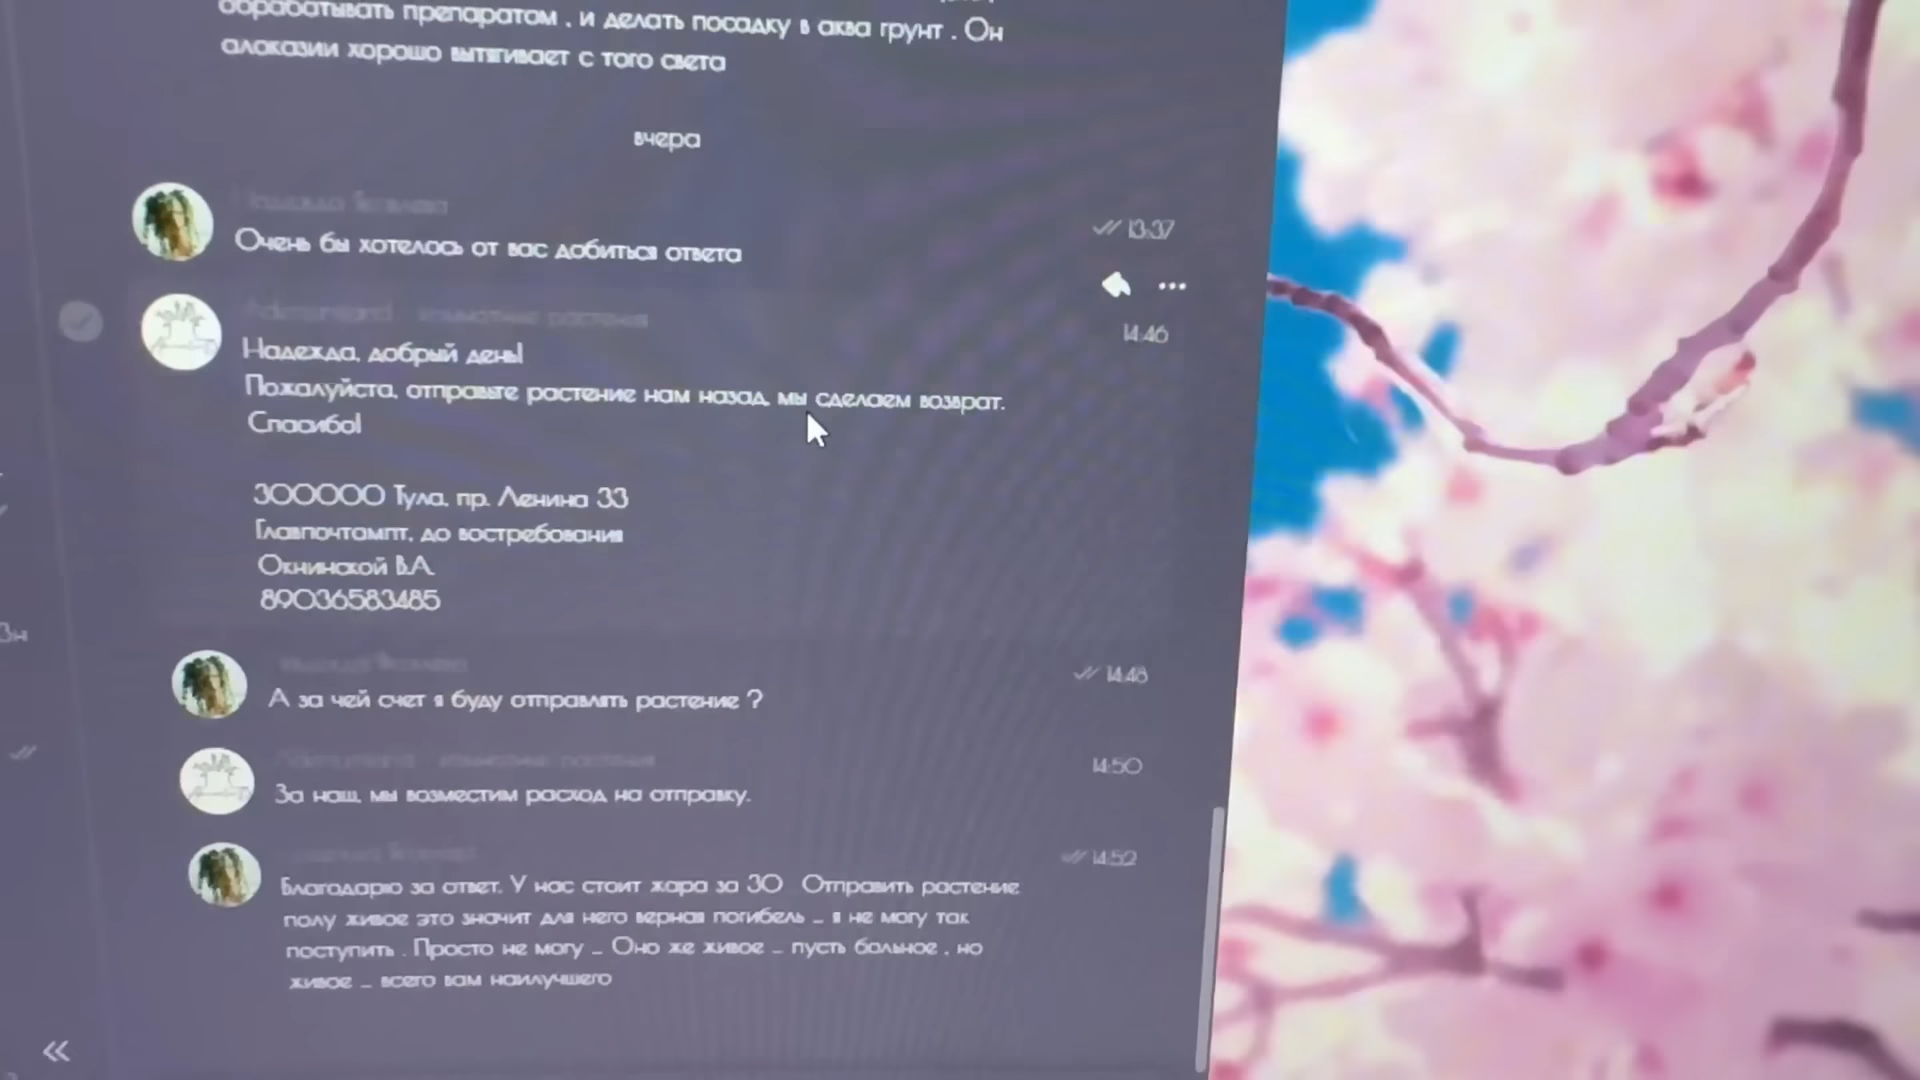 обрабатывать препаратом , и делать посадку в аква грунт . Он
алоказии хорошо вытягивает с того света
вчера
13:37
Очень бы хотелось от вас добиться ответа
14:46
Надежда, добрый день!
Пожалуйста, отправьте растение нам назад, мы сделаем возврат.
Спасибо!
300000 Тула, пр. Ленина 33
Главпочтампт, до востребования
Окнинской В.А.
89036583485
14:48
А за чей счет я буду отправлять растение ?
14:50
За наш, мы возместим расход на отправку.
14:52
Благодарю за ответ. У нас стоит жара за 30 Отправить растение
полу живое это значит для него верная погибель ... я не могу так
поступить . Просто не могу ... Оно же живое ... пусть больное , но
живое ... всего вам наилучшего